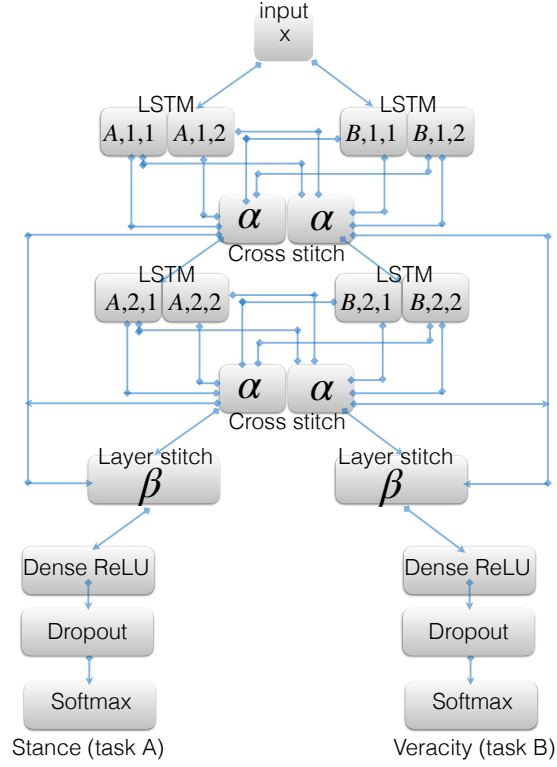 input
x
LSTM LSTM
A,1,1 A,1,2 B,1,1 B,1,2
α α
Cross stitch
LSTM LSTM
A,2,1 A,2,2 B,2,1 B,2,2
α α
Cross stitch
Layer stitch Layer stitch
β β
Dense ReLU Dense ReLU
Dropout Dropout
Softmax Softmax
Stance (task A) Veracity (task B)